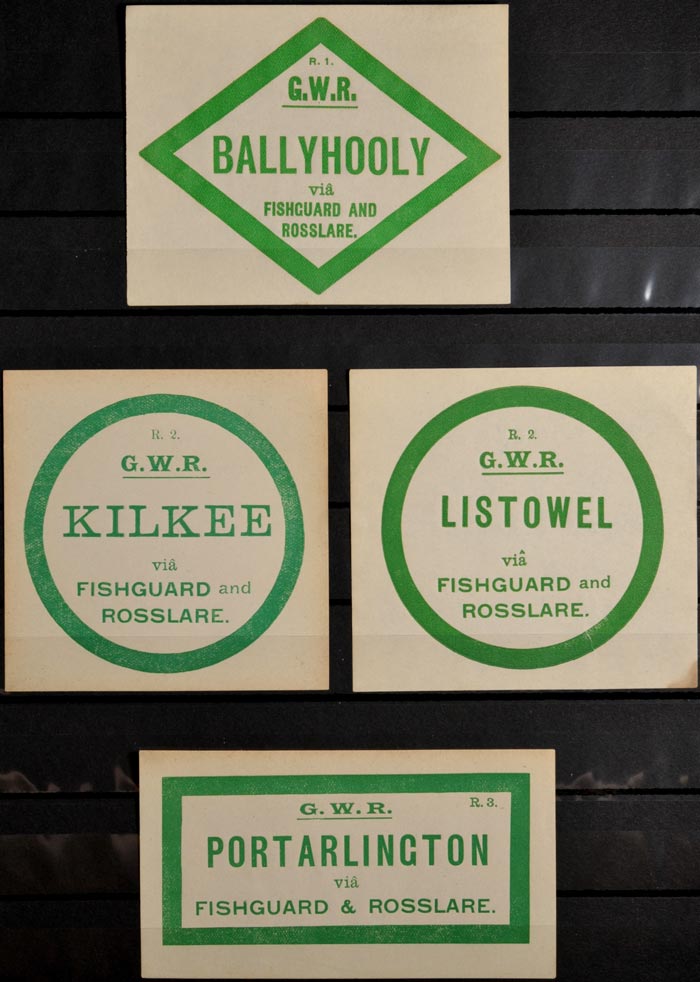 R. 1.
G.W.R.
BALLYHOOLY
viâ
FISHGUARD AND
ROSSLARE.
R. 2.
G.W.R.
KILKEE
viâ
FISHGUARD and
ROSSLARE.
R. 2.
G.W.R.
LISTOWEL
viâ
FISHGUARD and
ROSSLARE.
G.W.R.
R. 3.
PORTARLINGTON
viâ
FISHGUARD & ROSSLARE.